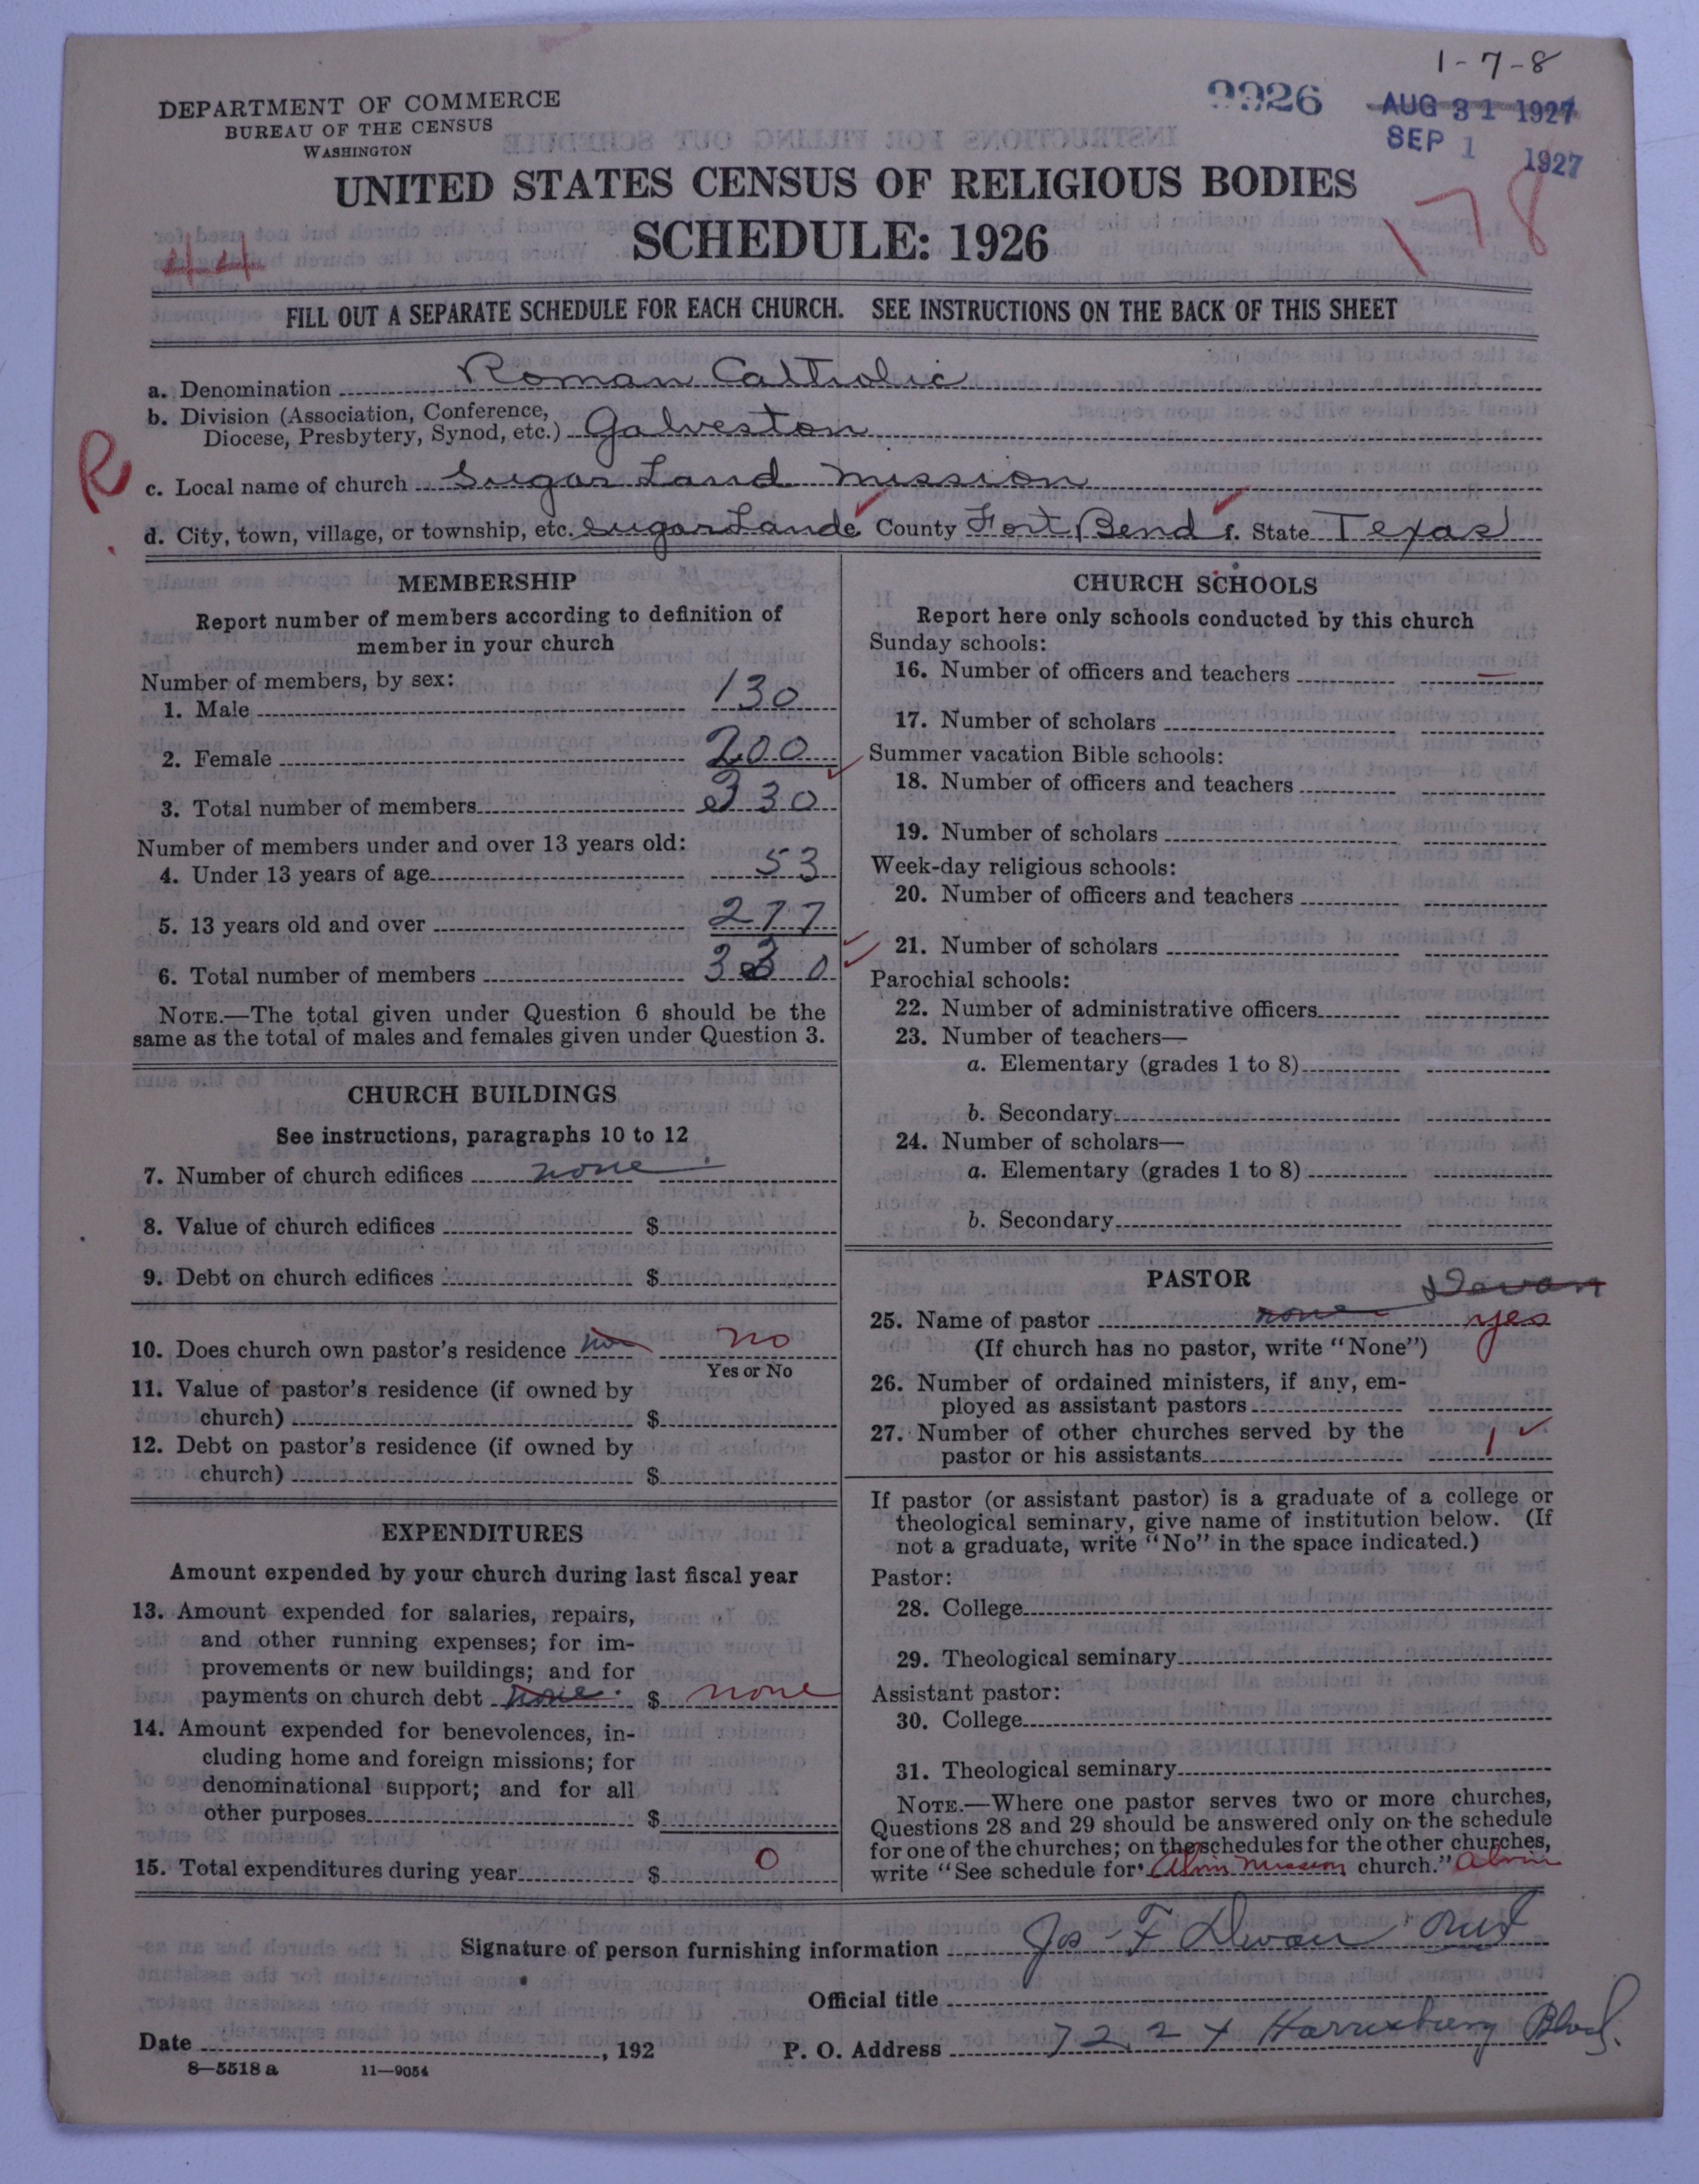 1-7-8
DEPARTMENT OF COMMERCE
BUREAU OF THE CENSUS
WASHINGTON
9926
AUG 31 1927
SEP 1 1927
UNITED STATES CENSUS OF RELIGIOUS BODIES
SCHEDULE: 1926
44
178
FILL OUT A SEPARATE SCHEDULE FOR EACH CHURCH. SEE INSTRUCTIONS ON THE BACK OF THIS SHEET
a. Denomination Roman Catholic
b. Division (Association, Conference,
Diocese, Presbytery, Synod, etc.) Galveston
R
c. Local name of church Sugar Land Mission
d. City, town, village, or township, etc. Sugar Land e. County Fort Bend f. State Texas
MEMBERSHIP
Report number of members according to definition of
member in your church
Number of members, by sex:
1. Male 130
2. Female 200
3. Total number of members 330
Number of members under and over 13 years old:
4. Under 13 years of age 53
5. 13 years old and over 277
6. Total number of members 330
NOTE.—The total given under Question 6 should be the
same as the total of males and females given under Question 3.
CHURCH BUILDINGS
See instructions, paragraphs 10 to 12
7. Number of church edifices none
8. Value of church edifices $
9. Debt on church edifices $
10. Does church own pastor's residence no
Yes or No
11. Value of pastor's residence (if owned by
church) $
12. Debt on pastor's residence (if owned by
church) $
EXPENDITURES
Amount expended by your church during last fiscal year
13. Amount expended for salaries, repairs,
and other running expenses; for im-
provements or new buildings; and for
payments on church debt none $ none
14. Amount expended for benevolences, in-
cluding home and foreign missions; for
denominational support; and for all
other purposes $
15. Total expenditures during year $ 0
CHURCH SCHOOLS
Report here only schools conducted by this church
Sunday schools:
16. Number of officers and teachers —
17. Number of scholars
Summer vacation Bible schools:
18. Number of officers and teachers
19. Number of scholars
Week-day religious schools:
20. Number of officers and teachers
21. Number of scholars
Parochial schools:
22. Number of administrative officers
23. Number of teachers—
a. Elementary (grades 1 to 8)
b. Secondary
24. Number of scholars—
a. Elementary (grades 1 to 8)
b. Secondary
PASTOR Dewan
25. Name of pastor none yes
(If church has no pastor, write "None")
26. Number of ordained ministers, if any, em-
ployed as assistant pastors
27. Number of other churches served by the
pastor or his assistants 1
If pastor (or assistant pastor) is a graduate of a college or
theological seminary, give name of institution below. (If
not a graduate, write "No" in the space indicated.)
Pastor:
28. College
29. Theological seminary
Assistant pastor:
30. College
31. Theological seminary
NOTE.—Where one pastor serves two or more churches,
Questions 28 and 29 should be answered only on the schedule
for one of the churches; on the schedules for the other churches,
write "See schedule for Alvin Mission church." Alvin
Signature of person furnishing information Jos F Dewan
Official title
Date , 192
P. O. Address 722 Harrisburg Blvd.
8—5518 a
11—9054